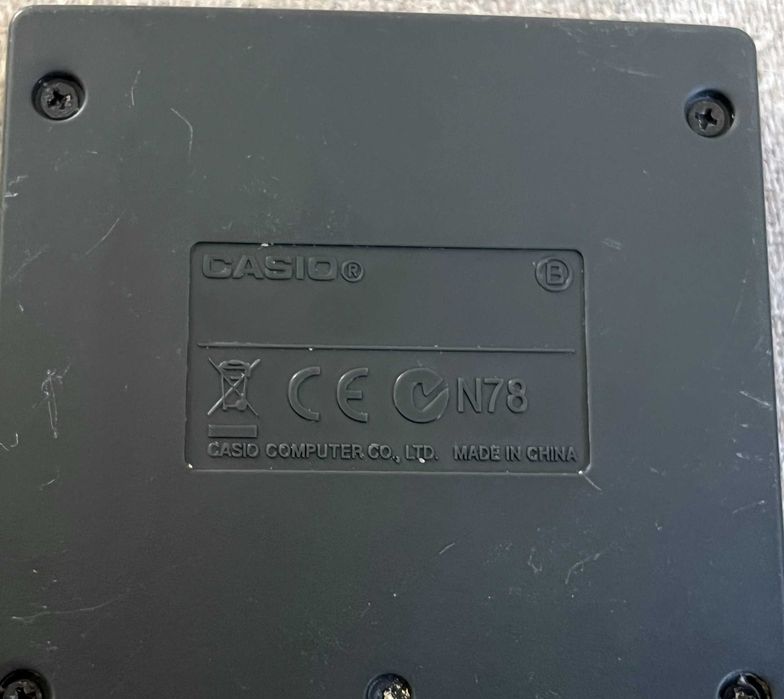 CASIO® Ⓑ
CE N78
CASIO COMPUTER CO., LTD. MADE IN CHINA